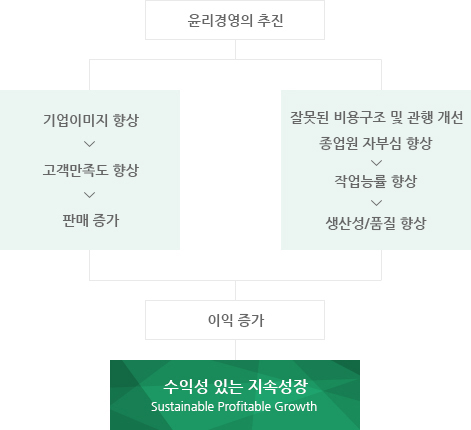 윤리경영의 추진
기업이미지 향상
고객만족도 향상
판매 증가
잘못된 비용구조 및 관행 개선
종업원 자부심 향상
작업능률 향상
생산성/품질 향상
이익 증가
수익성 있는 지속성장
Sustainable Profitable Growth